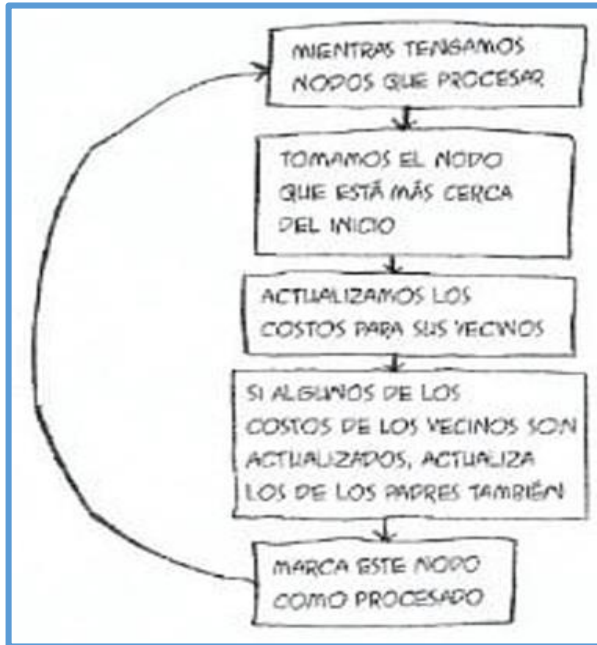 MIENTRAS TENGAMOS
NODOS QUE PROCESAR
TOMAMOS EL NODO
QUE ESTÁ MÁS CERCA
DEL INICIO
ACTUALIZAMOS LOS
COSTOS PARA SUS VECINOS
SI ALGUNOS DE LOS
COSTOS DE LOS VECINOS SON
ACTUALIZADOS, ACTUALIZA
LOS DE LOS PADRES TAMBIÉN
MARCA ESTE NODO
COMO PROCESADO